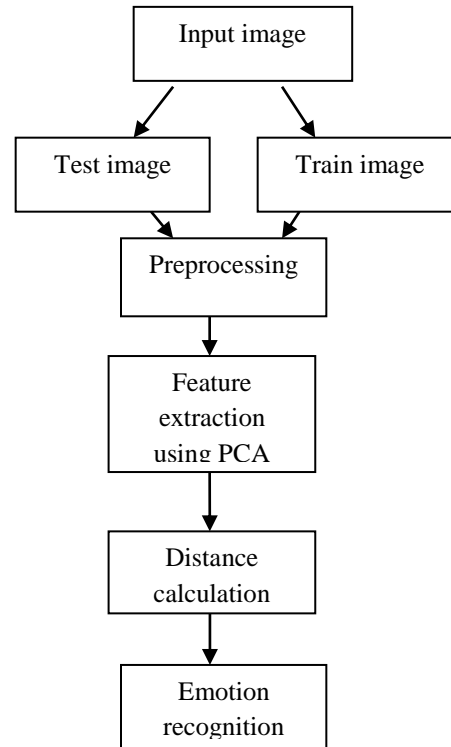 Input image
Test image
Train image
Preprocessing
Feature
extraction
using PCA
Distance
calculation
Emotion
recognition